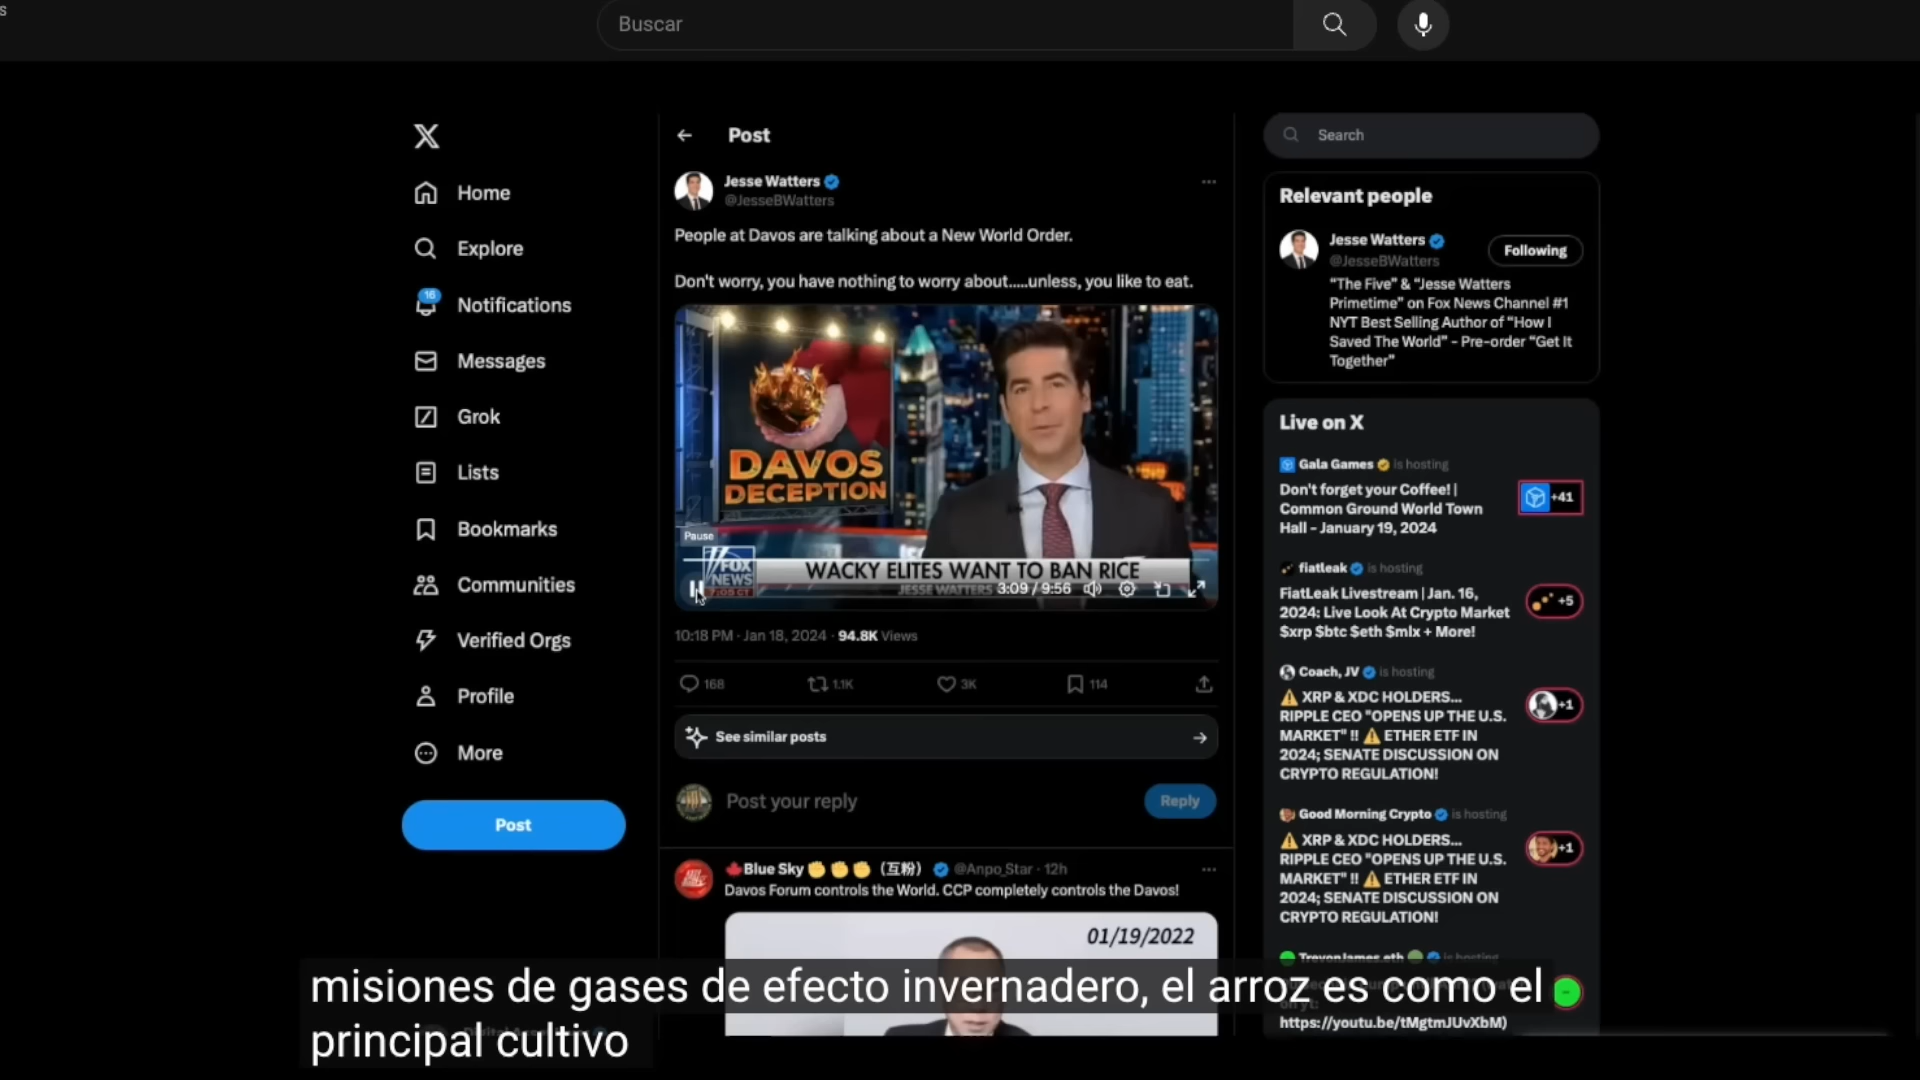 s
Buscar
Post
Jesse Watters
@JesseBWatters
People at Davos are talking about a New World Order.
Don't worry, you have nothing to worry about.....unless, you like to eat.
DAVOS
DECEPTION
Pause
FOX
NEWS
WACKY ELITES WANT TO BAN RICE
JESSE WATTERS
3:09 / 9:56
10:18 PM · Jan 18, 2024 · 94.8K Views
168
1.1K
3K
114
See similar posts
Post your reply
Reply
Blue Sky (互粉) @Anpo_Star · 12h
Davos Forum controls the World. CCP completely controls the Davos!
01/19/2022
Home
Explore
16
Notifications
Messages
Grok
Lists
Bookmarks
Communities
Verified Orgs
Profile
More
Post
Search
Relevant people
Jesse Watters
@JesseBWatters
Following
“The Five” & “Jesse Watters
Primetime” on Fox News Channel #1
NYT Best Selling Author of “How I
Saved The World” - Pre-order “Get It
Together”
Live on X
Gala Games is hosting
Don't forget your Coffee! |
Common Ground World Town
Hall - January 19, 2024
+41
fiatleak is hosting
FiatLeak Livestream | Jan. 16,
2024: Live Look At Crypto Market
$xrp $btc $eth $mlx + More!
+5
Coach, JV is hosting
XRP & XDC HOLDERS...
RIPPLE CEO "OPENS UP THE U.S.
MARKET" !! ETHER ETF IN
2024; SENATE DISCUSSION ON
CRYPTO REGULATION!
+1
Good Morning Crypto is hosting
XRP & XDC HOLDERS...
RIPPLE CEO "OPENS UP THE U.S.
MARKET" !! ETHER ETF IN
2024; SENATE DISCUSSION ON
CRYPTO REGULATION!
+1
TrevonJames.eth is hosting
https://youtu.be/tMgtmJUvXbM)
misiones de gases de efecto invernadero, el arroz es como el
principal cultivo